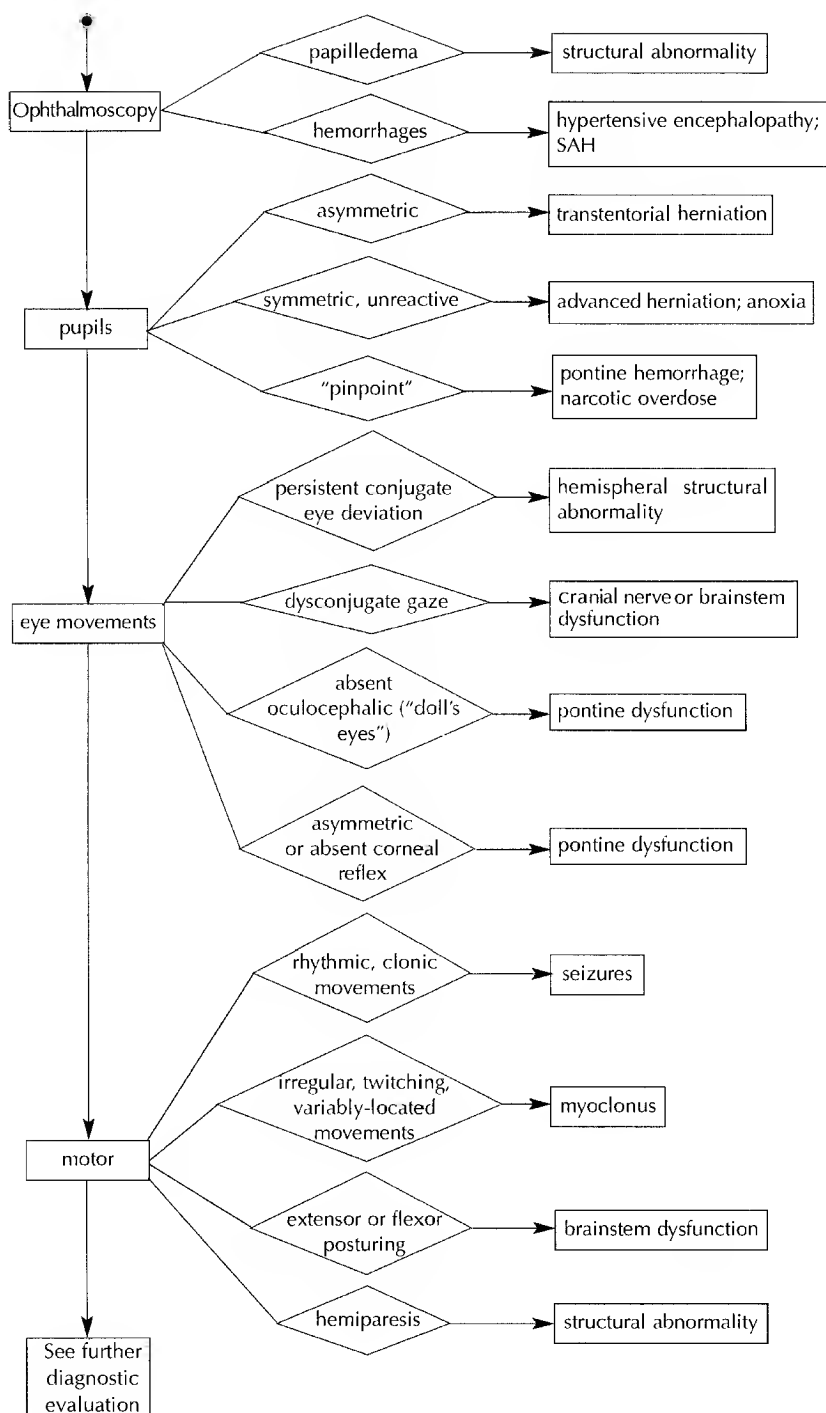 papilledema
structural abnormality
Ophthalmoscopy
hemorrhages
hypertensive encephalopathy;
SAH
asymmetric
transtentorial herniation
pupils
symmetric, unreactive
advanced herniation; anoxia
"pinpoint"
pontine hemorrhage;
narcotic overdose
persistent conjugate
eye deviation
hemispheral structural
abnormality
eye movements
dysconjugate gaze
cranial nerve or brainstem
dysfunction
absent
oculocephalic ("doll's
eyes")
pontine dysfunction
asymmetric
or absent corneal
reflex
pontine dysfunction
rhythmic, clonic
movements
seizures
irregular, twitching,
variably-located
movements
myoclonus
motor
extensor or flexor
posturing
brainstem dysfunction
hemiparesis
structural abnormality
See further
diagnostic
evaluation